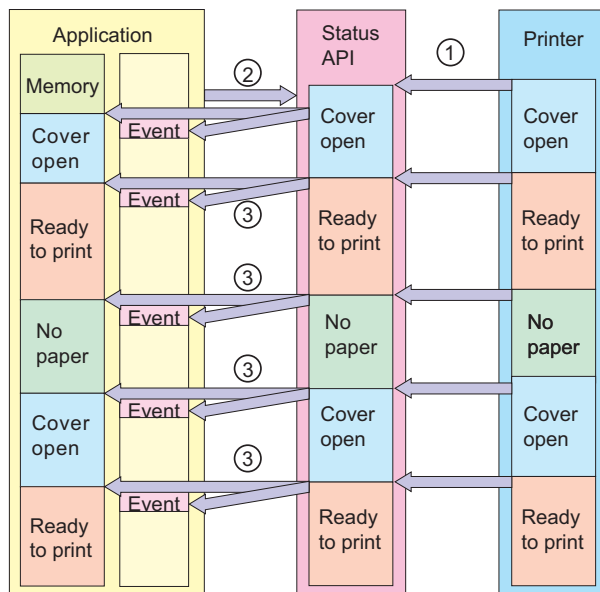 Application
Status
API
Printer
①
②
Memory
Cover
open
Event
Cover
open
Cover
open
Event
③
Ready
to print
Ready
to print
Ready
to print
③
Event
No
paper
No
paper
No
paper
③
Event
Cover
open
Cover
open
Cover
open
③
Event
Ready
to print
Ready
to print
Ready
to print